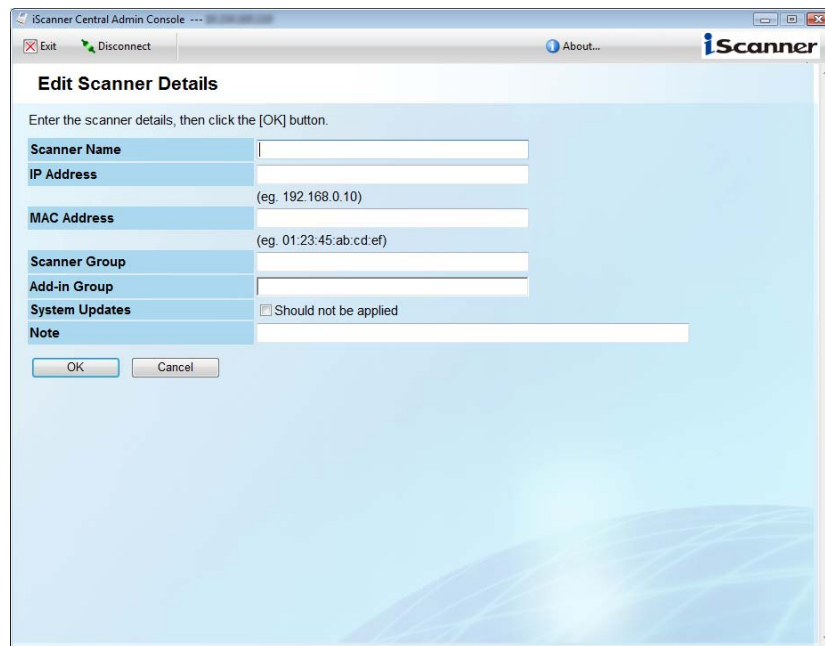 iScanner Central Admin Console ---
Exit Disconnect About... iScanner
Edit Scanner Details
Enter the scanner details, then click the [OK] button.
Scanner Name
IP Address
(eg. 192.168.0.10)
MAC Address
(eg. 01:23:45:ab:cd:ef)
Scanner Group
Add-in Group
System Updates Should not be applied
Note
OK Cancel